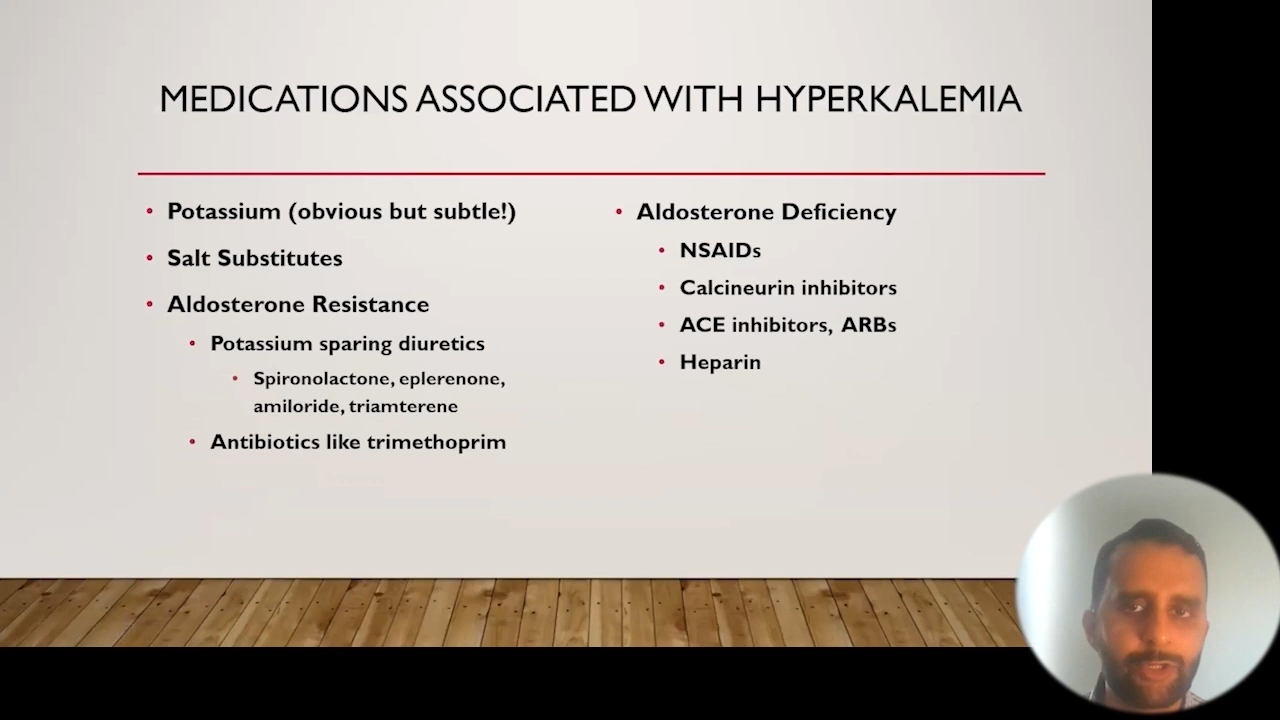 MEDICATIONS ASSOCIATED WITH HYPERKALEMIA
• Potassium (obvious but subtle!)
• Salt Substitutes
• Aldosterone Resistance
• Potassium sparing diuretics
• Spironolactone, eplerenone,
amiloride, triamterene
• Antibiotics like trimethoprim
• Aldosterone Deficiency
• NSAIDs
• Calcineurin inhibitors
• ACE inhibitors, ARBs
• Heparin